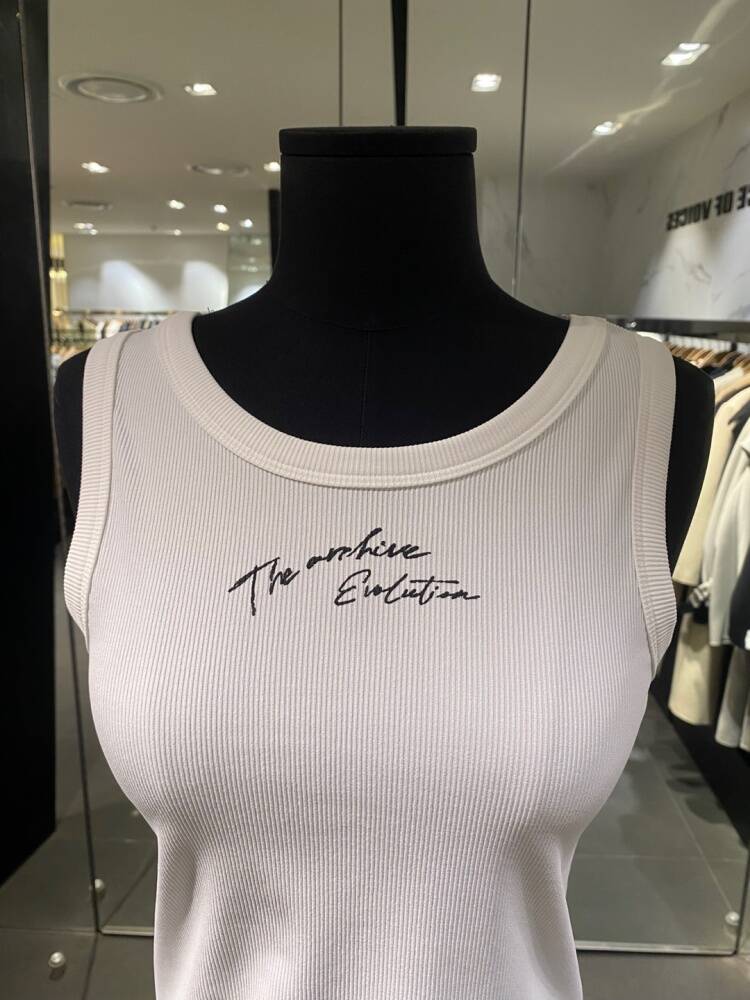 The archive
Evolution
E OF VOICES